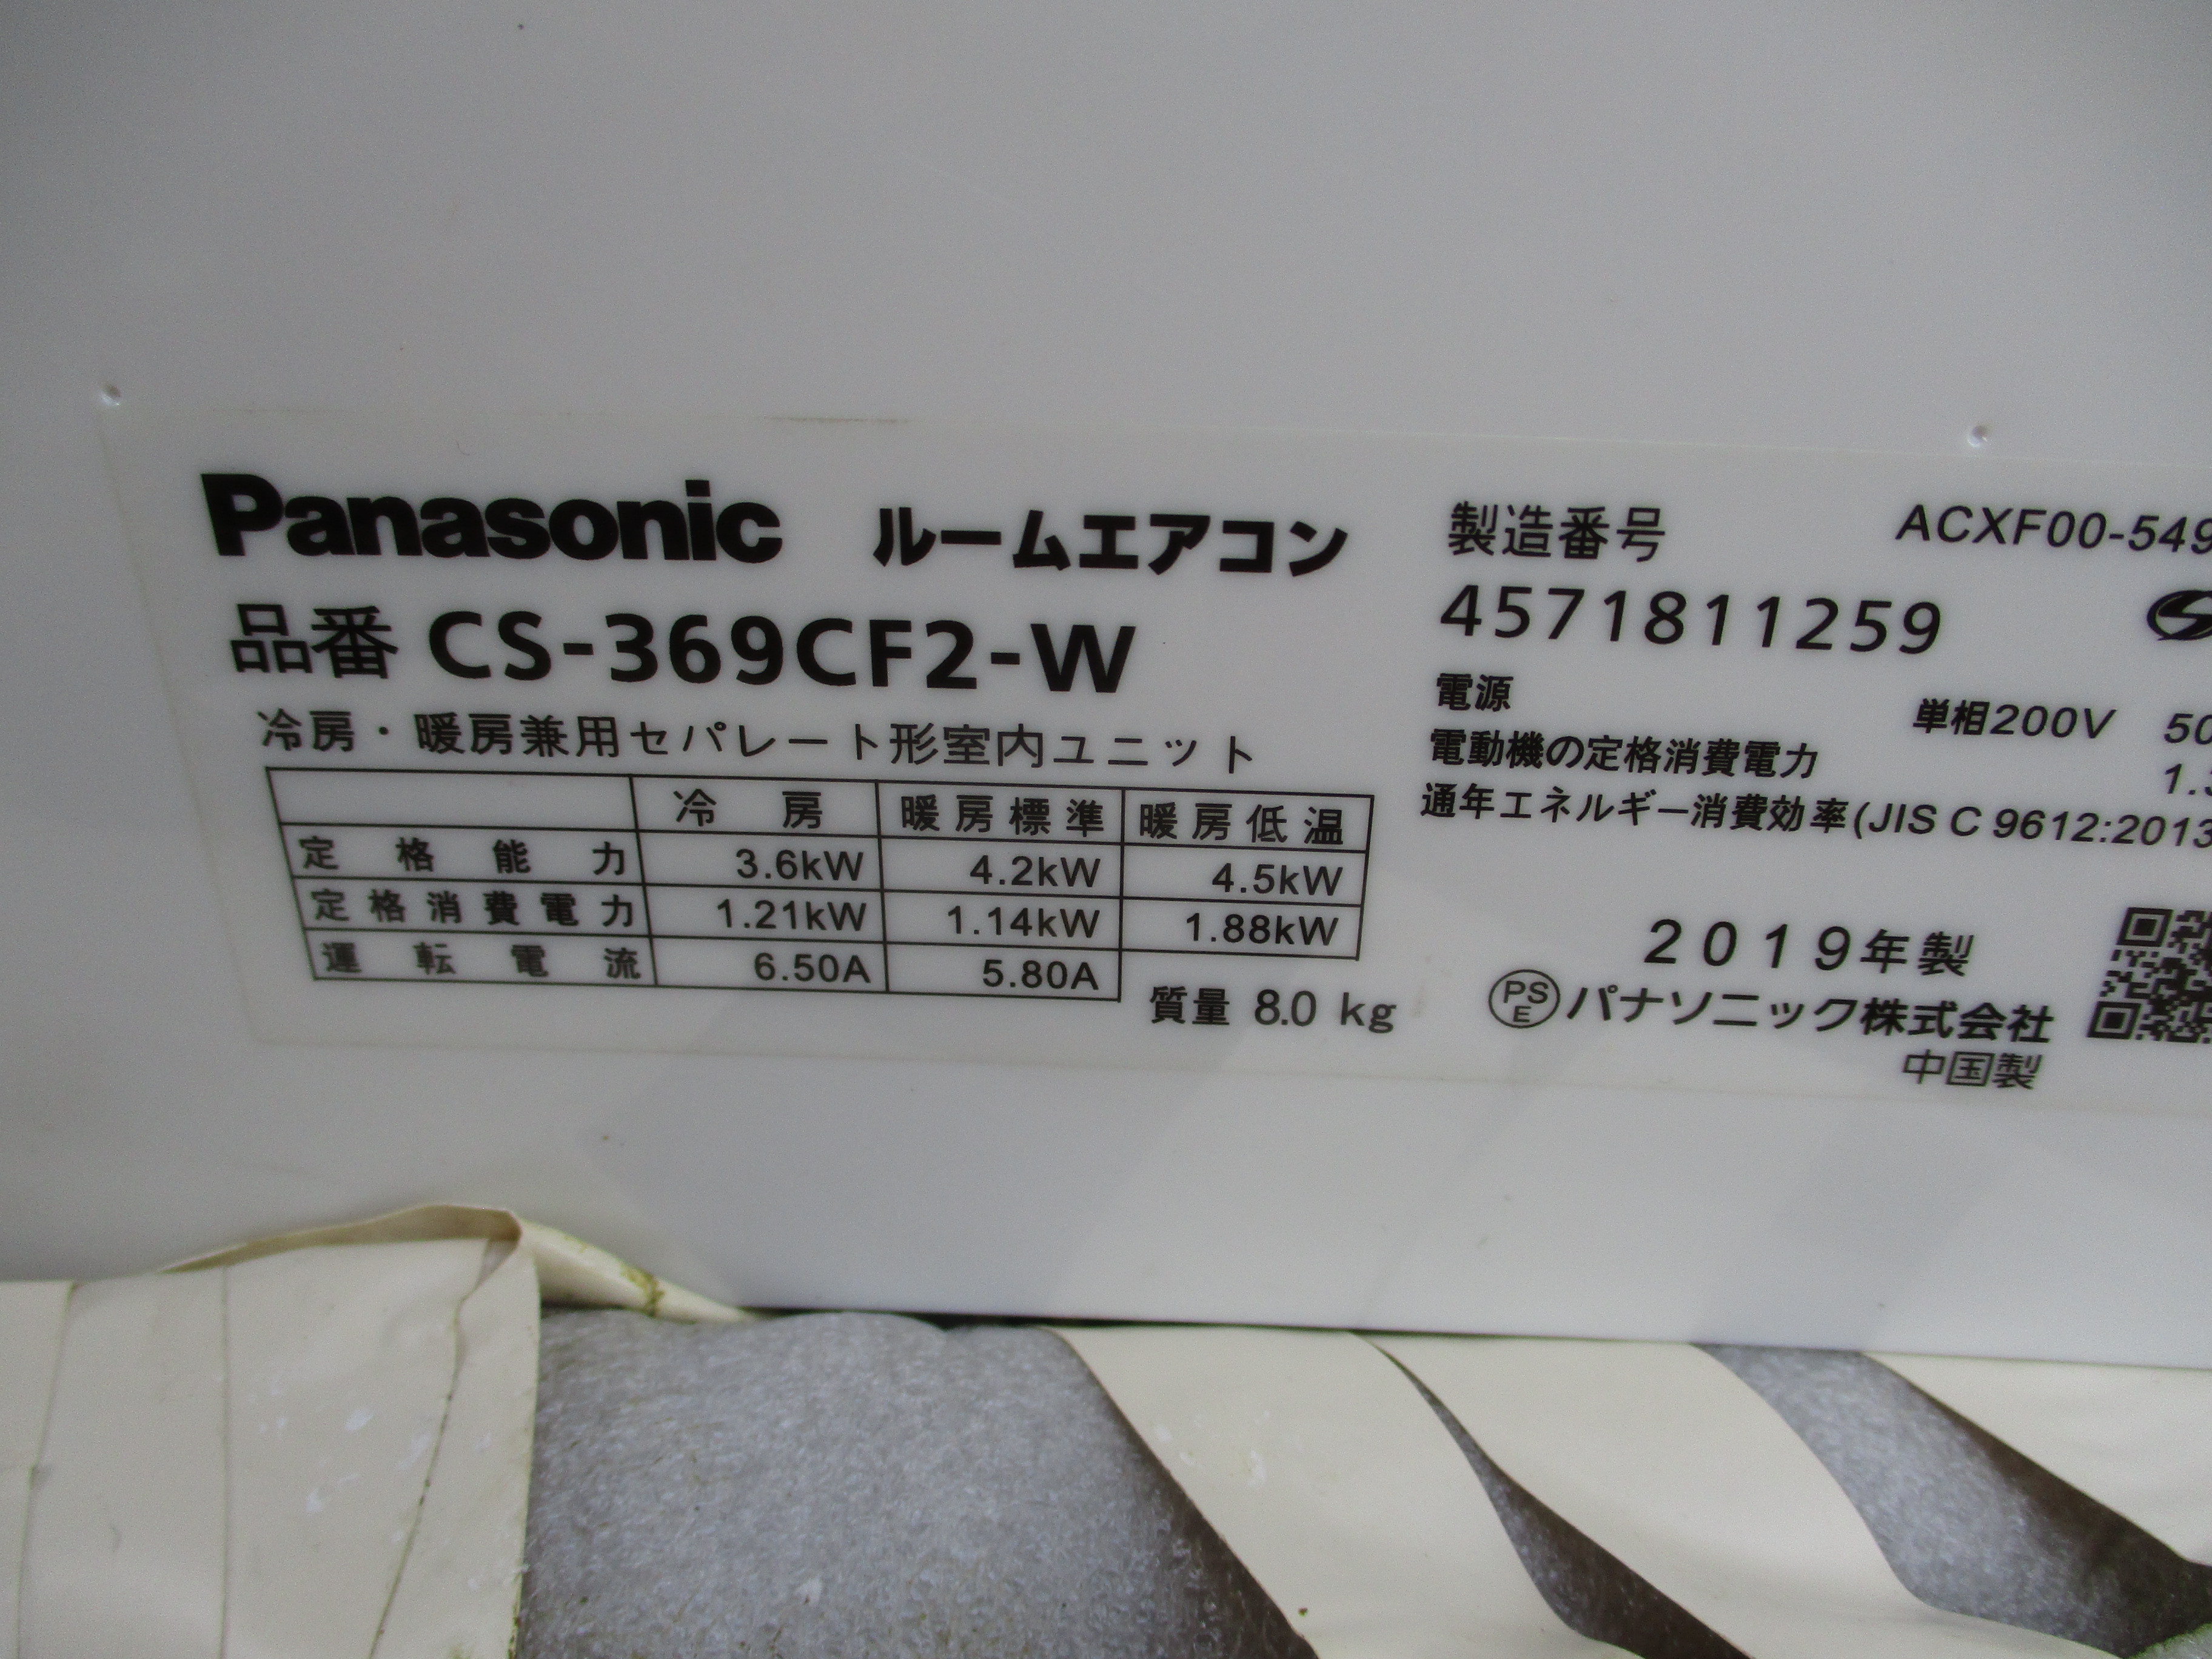 Panasonic ルームエアコン
品番 CS-369CF2-W
冷房・暖房兼用セパレート形室内ユニット
冷房 暖房標準 暖房低温
定格能力 3.6kW 4.2kW 4.5kW
定格消費電力 1.21kW 1.14kW 1.88kW
運転電流 6.50A 5.80A
質量 8.0 kg
製造番号 ACXF00-549
4571811259
電源 単相200V 50
電動機の定格消費電力 1.3
通年エネルギー消費効率(JIS C 9612:2013
2019年製
PS
E
パナソニック株式会社
中国製